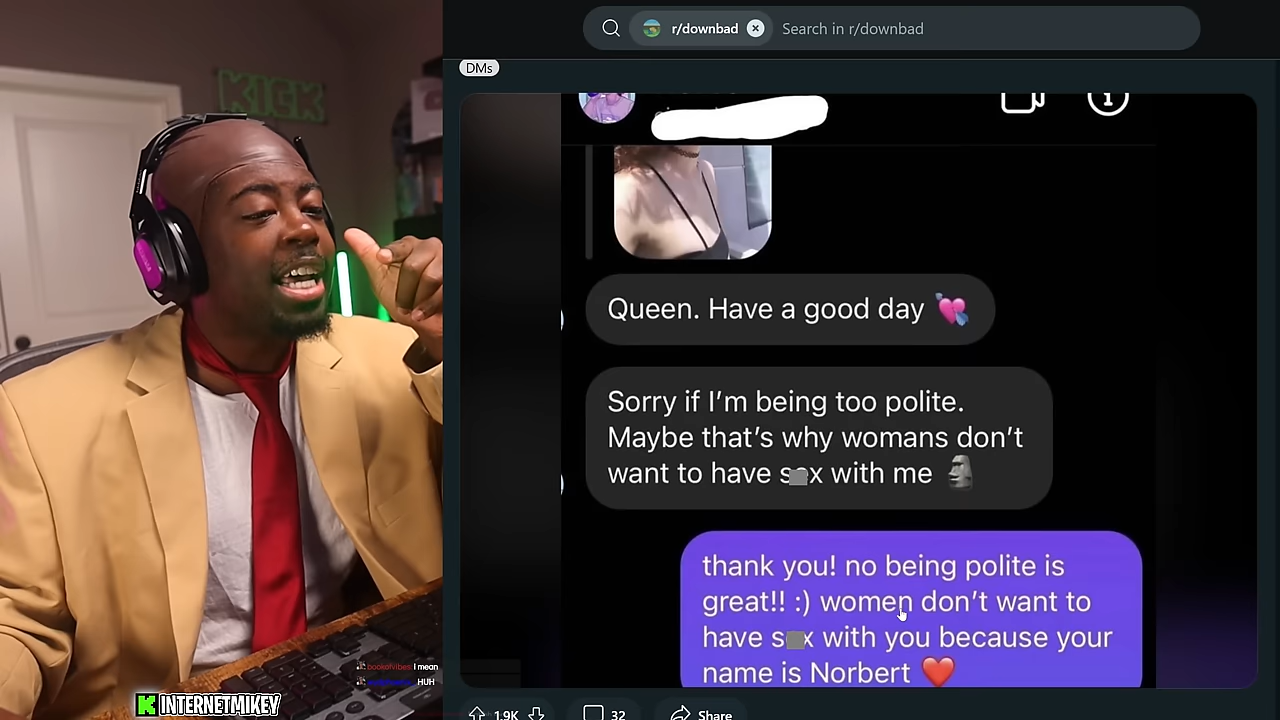 KICK
r/downbad
Search in r/downbad
DMs
Queen. Have a good day 💘
Sorry if I'm being too polite.
Maybe that's why womans don't
want to have s x with me 🗿
thank you! no being polite is
great!! :) women don't want to
have s x with you because your
name is Norbert ❤️
I mean
HUH
K INTERNETMIKEY
1.9K
32
Share